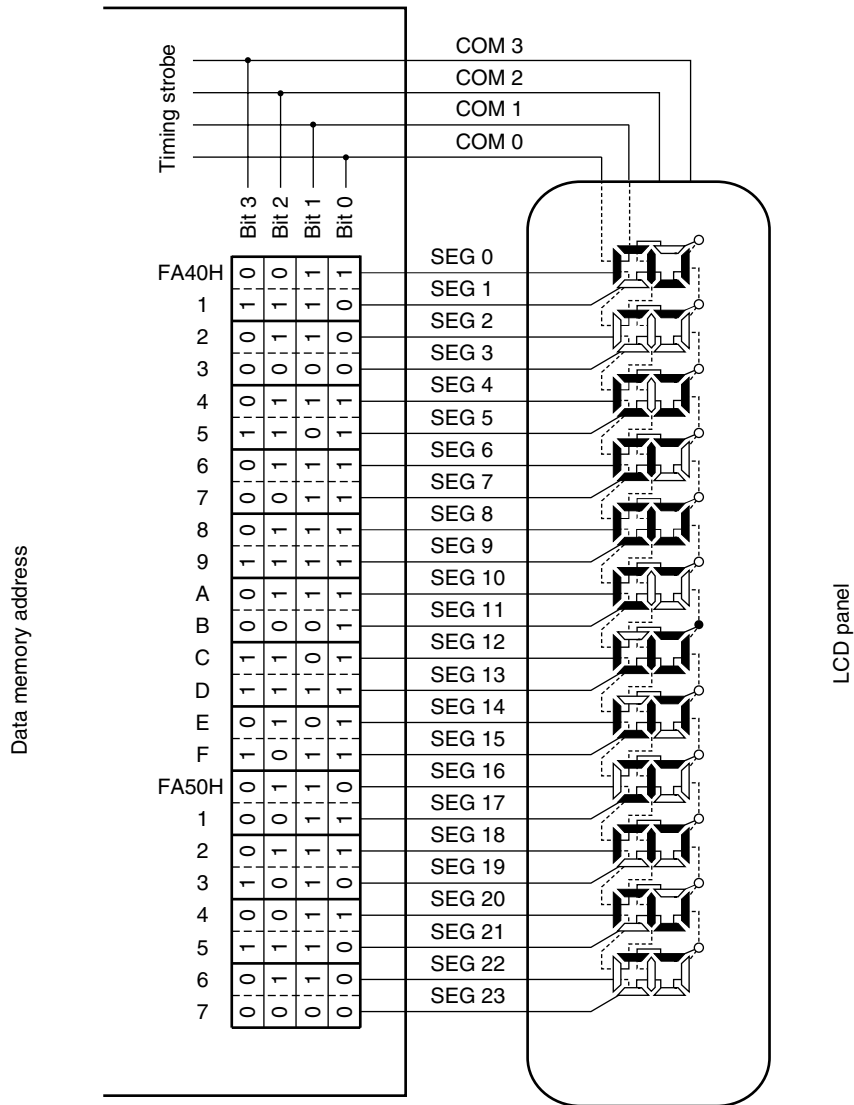 Timing strobe
COM 3
COM 2
COM 1
COM 0
Bit 3 Bit 2 Bit 1 Bit 0
FA40H 0 0 1 1 SEG 0
1 1 1 1 0 SEG 1
2 0 1 1 0 SEG 2
3 0 0 0 0 SEG 3
4 0 1 1 1 SEG 4
5 1 1 0 1 SEG 5
6 0 1 1 1 SEG 6
7 0 0 1 1 SEG 7
8 0 1 1 1 SEG 8
9 1 1 1 1 SEG 9
A 0 1 1 1 SEG 10
B 0 0 0 1 SEG 11
C 1 1 0 1 SEG 12
D 1 1 1 1 SEG 13
E 0 1 0 1 SEG 14
F 1 0 1 1 SEG 15
FA50H 0 1 1 0 SEG 16
1 0 0 1 1 SEG 17
2 0 1 1 1 SEG 18
3 1 0 1 0 SEG 19
4 0 0 1 1 SEG 20
5 1 1 1 0 SEG 21
6 0 1 1 0 SEG 22
7 0 0 0 0 SEG 23
Data memory address
LCD panel